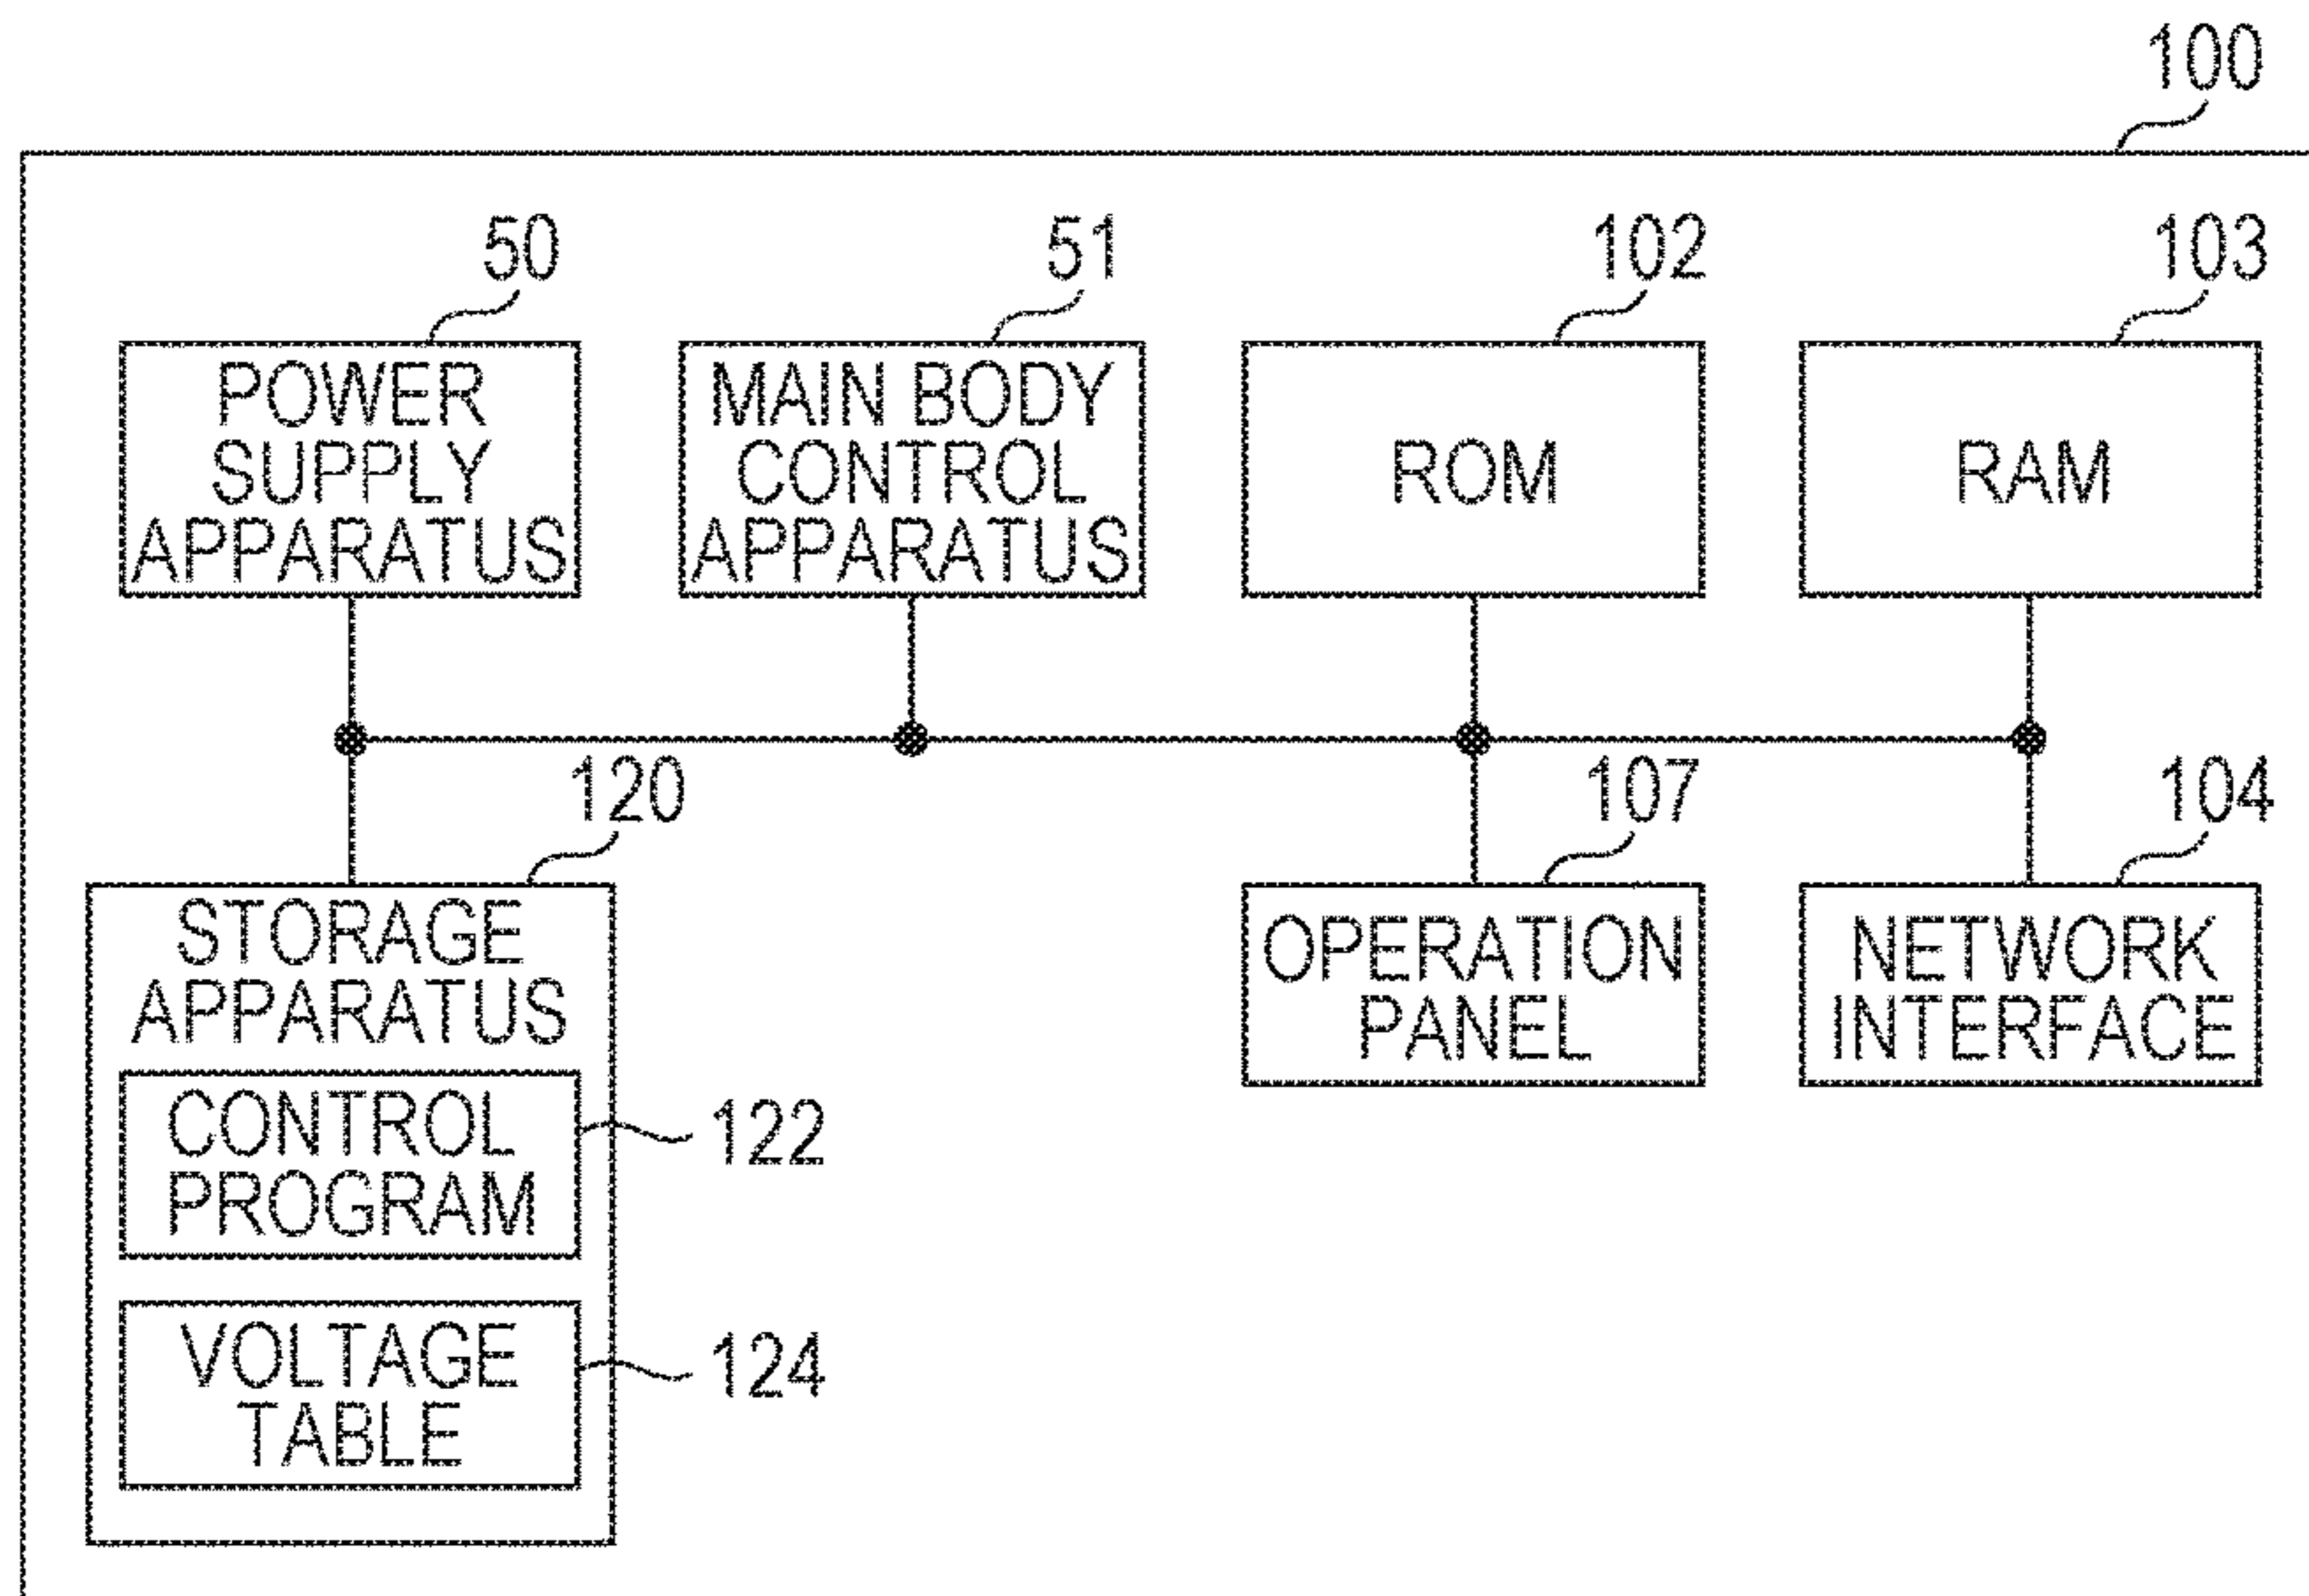 100
50
51
102
103
POWER
SUPPLY
APPARATUS
MAIN BODY
CONTROL
APPARATUS
ROM
RAM
120
107
104
STORAGE
APPARATUS
OPERATION
PANEL
NETWORK
INTERFACE
CONTROL
PROGRAM
122
VOLTAGE
TABLE
124